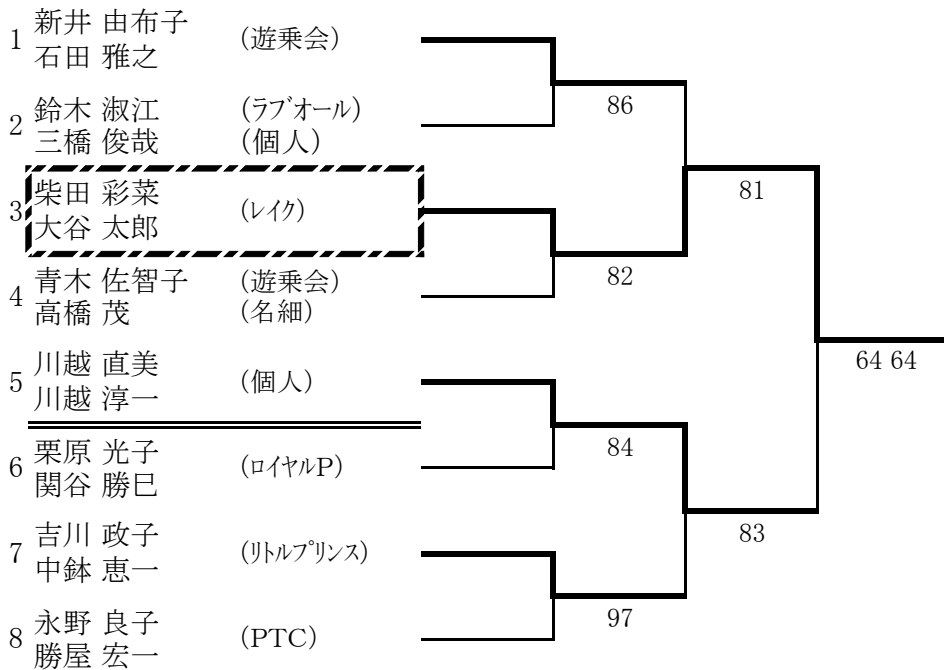 1 新井 由布子 (遊乗会)
石田 雅之
86
2 鈴木 淑江 (ラブオール)
三橋 俊哉 (個人)
81
3 柴田 彩菜 (レイク)
大谷 太郎
82
4 青木 佐智子 (遊乗会)
高橋 茂 (名細)
64 64
5 川越 直美 (個人)
川越 淳一
84
6 栗原 光子 (ロイヤルP)
関谷 勝巳
83
7 吉川 政子 (リトルプリンス)
中鉢 恵一
97
8 永野 良子 (PTC)
勝屋 宏一